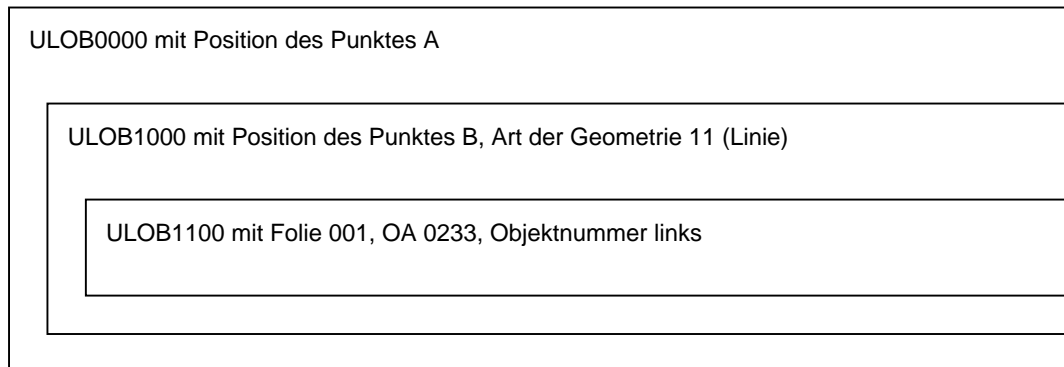 ULOB0000 mit Position des Punktes A
ULOB1000 mit Position des Punktes B, Art der Geometrie 11 (Linie)
ULOB1100 mit Folie 001, OA 0233, Objektnummer links